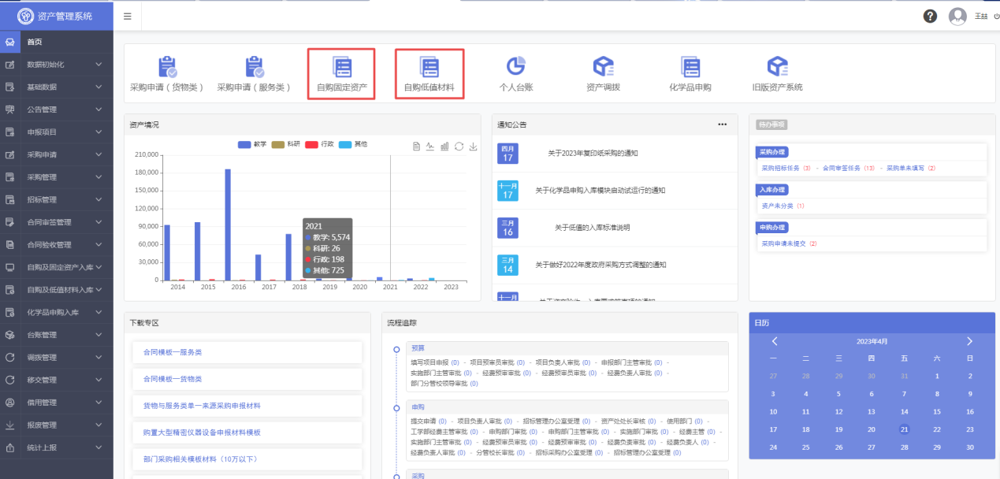 资产管理系统
王喆
首页
数据初始化
基础数据
公告管理
申报项目
采购申请
采购管理
招标管理
合同审签管理
合同验收管理
自购及固定资产入库
自购及低值材料入库
化学品申购入库
台账管理
调拨管理
移交管理
借用管理
报废管理
统计上报
采购申请（货物类）
采购申请（服务类）
自购固定资产
自购低值材料
个人台账
资产调拨
化学品申购
旧版资产系统
资产境况
教学 科研 行政 其他
210,000
180,000
150,000
120,000
90,000
60,000
30,000
0
2014 2015 2016 2017 2018 2019 2020 2021 2022 2023
2021
教学: 5,574
科研: 26
行政: 198
其他: 725
通知公告
四月
17
关于2023年复印纸采购的通知
十一月
17
关于化学品申购入库模块启动试运行的通知
三月
16
关于低值的入库标准说明
三月
14
关于做好2022年度政府采购方式调整的通知
十一月
待办事项
采购办理
采购招标任务 (3) - 合同审签任务 (13) - 采购单未填写 (2)
入库办理
资产未分类 (1)
申购办理
采购申请未提交 (2)
下载专区
合同模板一服务类
合同模板一货物类
货物与服务类单一来源采购申报材料
购置大型精密仪器设备申报材料模板
部门采购相关模板材料（10万以下）
流程追踪
预算
填写项目申报 (0) - 项目预审员审批 (0) - 项目负责人审批 (0) - 申报部门主管审批 (0) -
实施部门主管审批 (0) - 经费预审审批 (0) - 经费预审员审批 (0) - 经费负责人审批 (0) -
部门分管校领导审批 (0)
申购
提交申请 (0) - 项目负责人审批 (0) - 招标管理办公室受理 (0) - 资产处处长审核 (0) - 使用部门 (0) -
工学部经费主管审批 (0) - 申购部门审批 (0) - 申购部门主管审批 (0) - 实施部门审批 (0) - 经费主管 (0) -
实施部门主管审批 (0) - 经费预审员审批 (0) - 经费预审审批 (0) - 经费负责审批 (0) - 经费负责人 (0) -
经费负责人审批 (0) - 分管校长审批 (0) - 招标采购办公室受理 (0) - 招标管理办公室受理 (0)
采购
日历
2023年4月
一 二 三 四 五 六 日
27 28 29 30 31 1 2
3 4 5 6 7 8 9
10 11 12 13 14 15 16
17 18 19 20 21 22 23
24 25 26 27 28 29 30